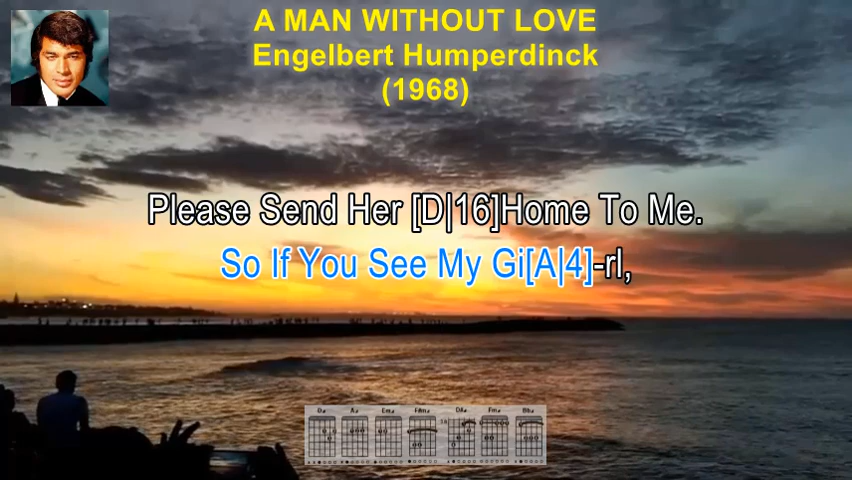 A MAN WITHOUT LOVE
Engelbert Humperdinck
(1968)
Please Send Her [D|16]Home To Me.
So If You See My Gi[A|4]-rl,